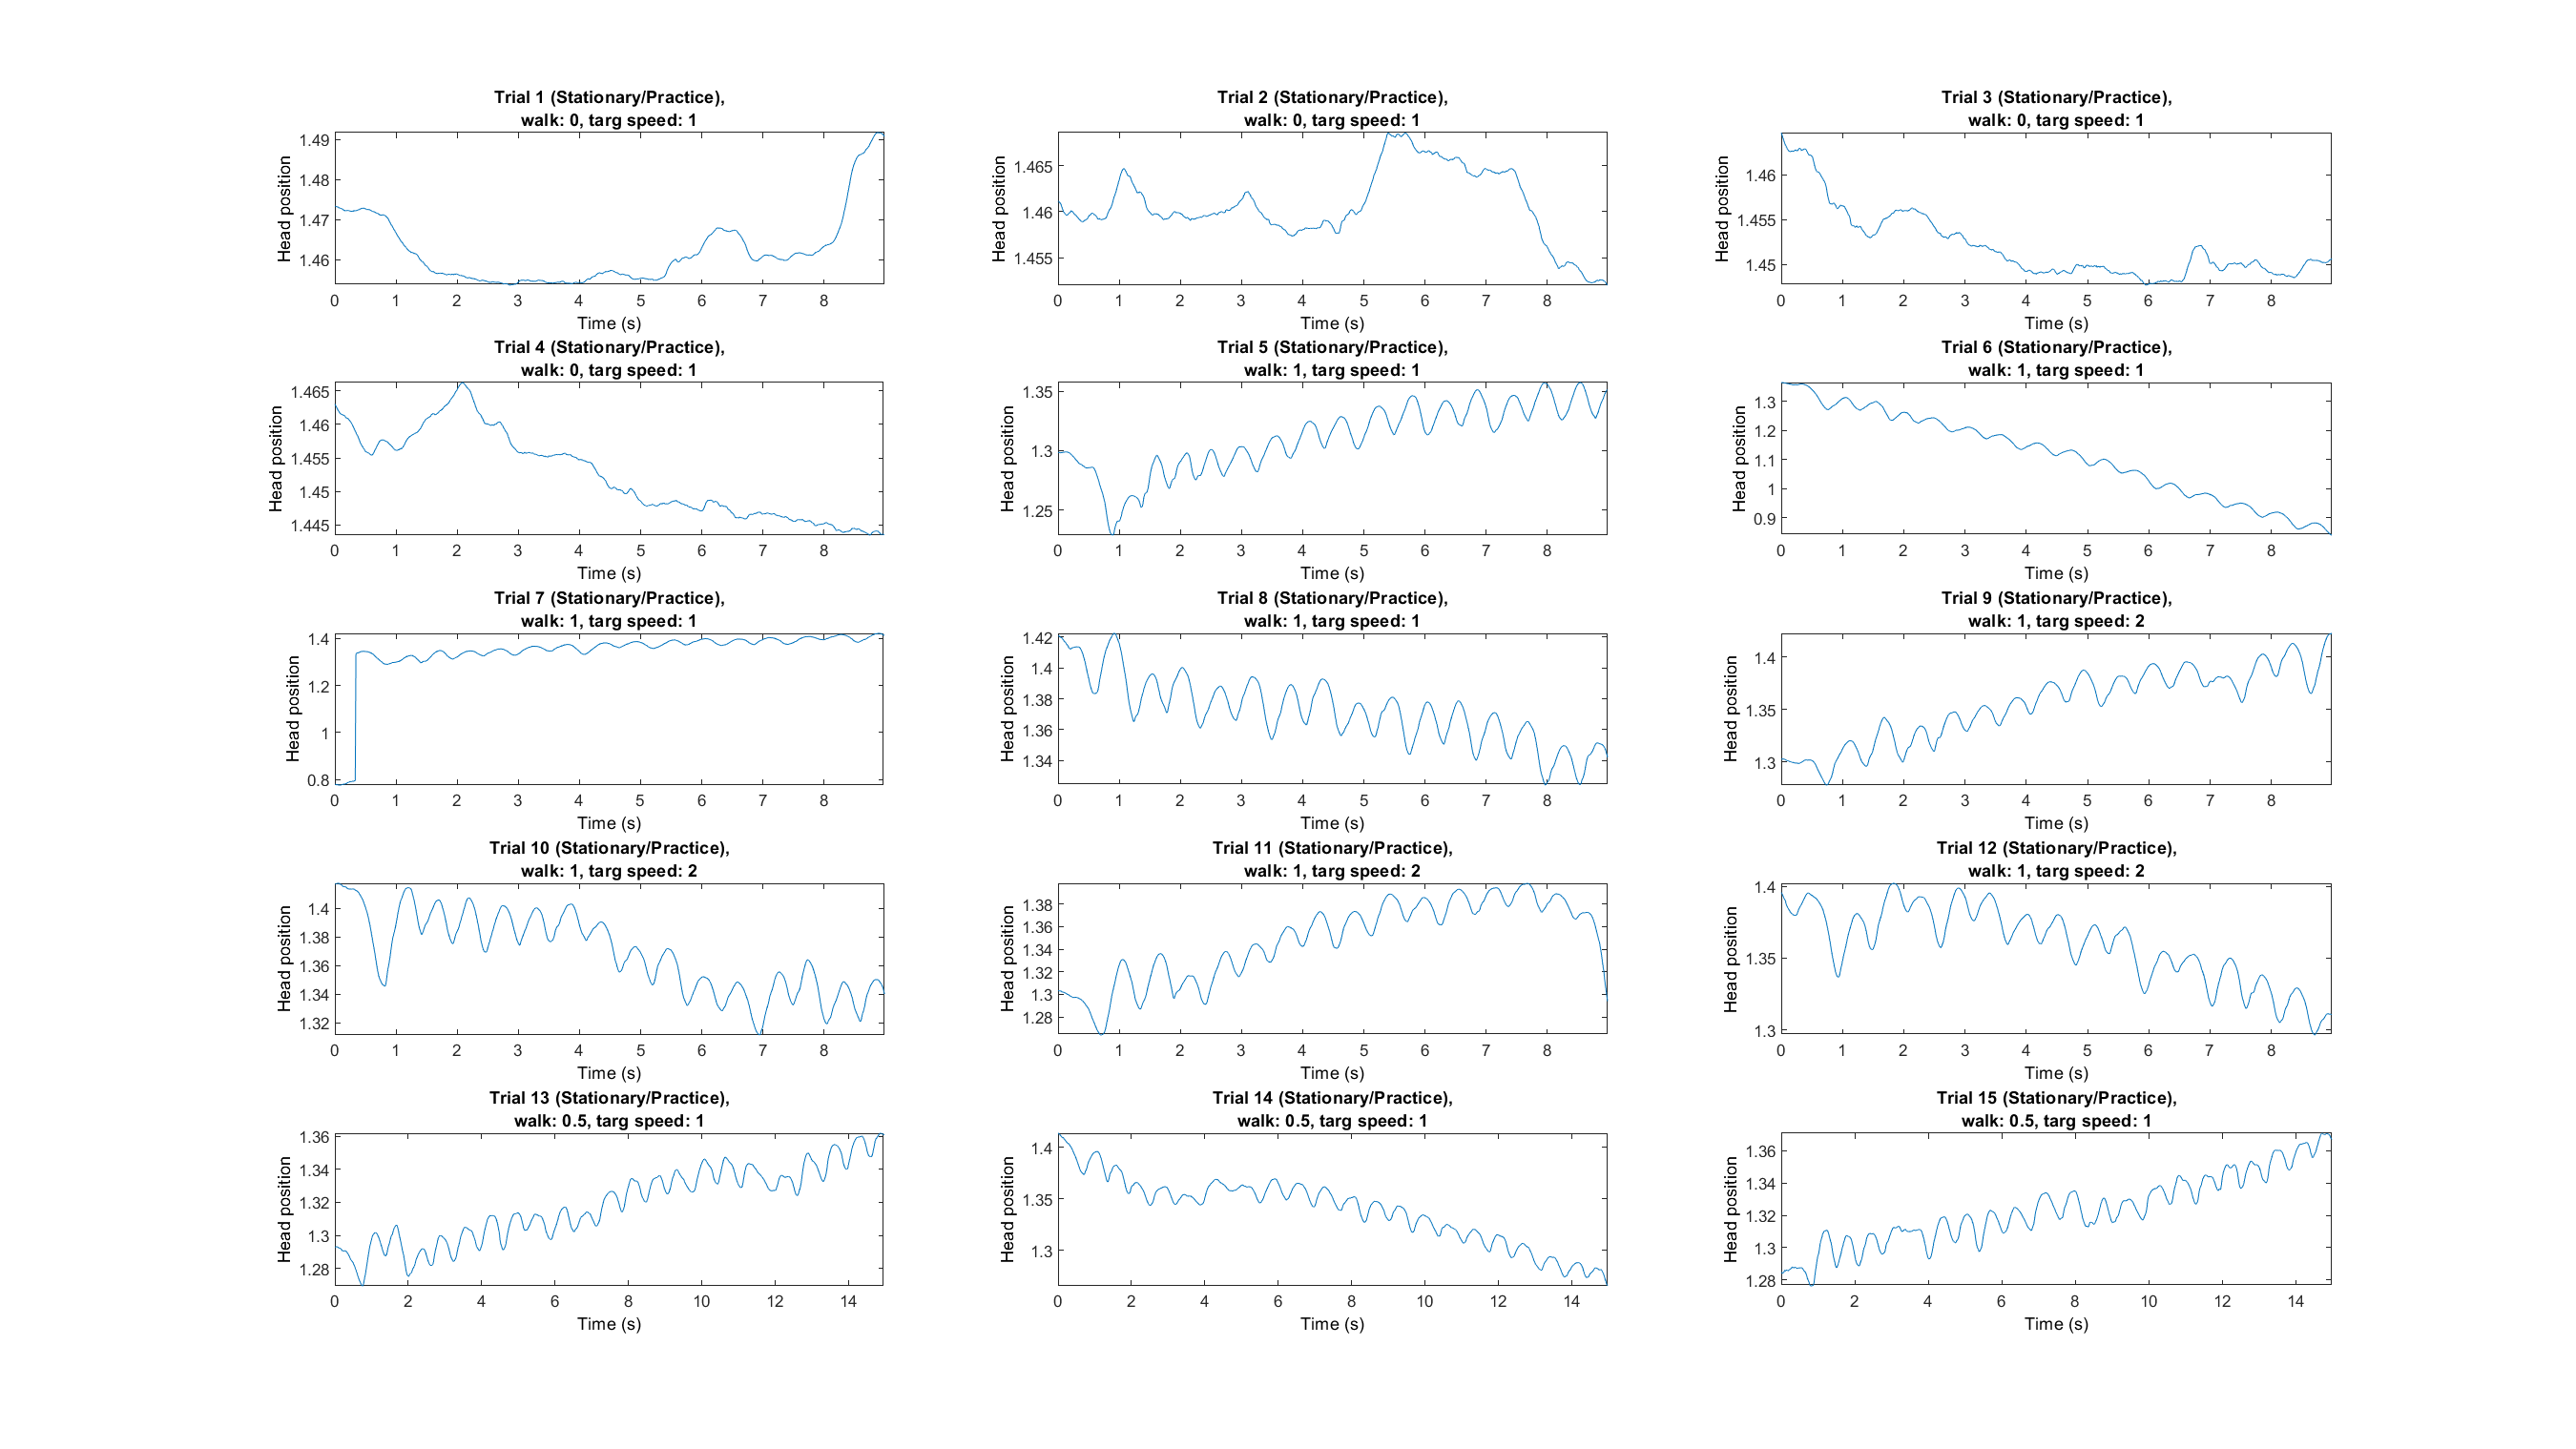 Trial 1 (Stationary/Practice),
walk: 0, targ speed: 1
Head position
1.49
1.48
1.47
1.46
0 1 2 3 4 5 6 7 8
Time (s)
Trial 2 (Stationary/Practice),
walk: 0, targ speed: 1
Head position
1.465
1.46
1.455
0 1 2 3 4 5 6 7 8
Time (s)
Trial 3 (Stationary/Practice),
walk: 0, targ speed: 1
Head position
1.46
1.455
1.45
0 1 2 3 4 5 6 7 8
Time (s)
Trial 4 (Stationary/Practice),
walk: 0, targ speed: 1
Head position
1.465
1.46
1.455
1.45
1.445
0 1 2 3 4 5 6 7 8
Time (s)
Trial 5 (Stationary/Practice),
walk: 1, targ speed: 1
Head position
1.35
1.3
1.25
0 1 2 3 4 5 6 7 8
Time (s)
Trial 6 (Stationary/Practice),
walk: 1, targ speed: 1
Head position
1.3
1.2
1.1
1
0.9
0 1 2 3 4 5 6 7 8
Time (s)
Trial 7 (Stationary/Practice),
walk: 1, targ speed: 1
Head position
1.4
1.2
1
0.8
0 1 2 3 4 5 6 7 8
Time (s)
Trial 8 (Stationary/Practice),
walk: 1, targ speed: 1
Head position
1.42
1.4
1.38
1.36
1.34
0 1 2 3 4 5 6 7 8
Time (s)
Trial 9 (Stationary/Practice),
walk: 1, targ speed: 2
Head position
1.4
1.35
1.3
0 1 2 3 4 5 6 7 8
Time (s)
Trial 10 (Stationary/Practice),
walk: 1, targ speed: 2
Head position
1.4
1.38
1.36
1.34
1.32
0 1 2 3 4 5 6 7 8
Time (s)
Trial 11 (Stationary/Practice),
walk: 1, targ speed: 2
Head position
1.38
1.36
1.34
1.32
1.3
1.28
0 1 2 3 4 5 6 7 8
Time (s)
Trial 12 (Stationary/Practice),
walk: 1, targ speed: 2
Head position
1.4
1.35
1.3
0 1 2 3 4 5 6 7 8
Time (s)
Trial 13 (Stationary/Practice),
walk: 0.5, targ speed: 1
Head position
1.36
1.34
1.32
1.3
1.28
0 2 4 6 8 10 12 14
Time (s)
Trial 14 (Stationary/Practice),
walk: 0.5, targ speed: 1
Head position
1.4
1.35
1.3
0 2 4 6 8 10 12 14
Time (s)
Trial 15 (Stationary/Practice),
walk: 0.5, targ speed: 1
Head position
1.36
1.34
1.32
1.3
1.28
0 2 4 6 8 10 12 14
Time (s)